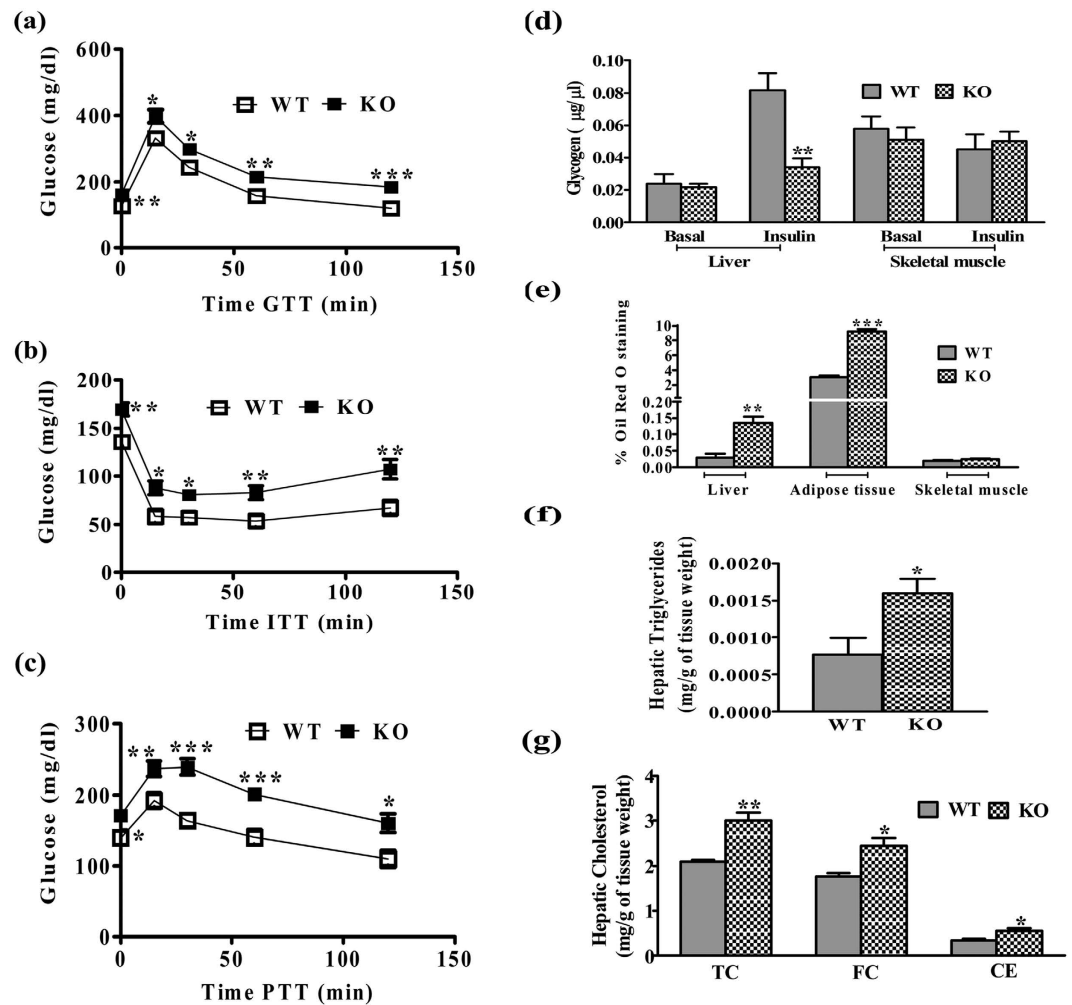 (a)
Glucose (mg/dl)
600
400
200
0
WT KO
*
*
**
***
**
0 50 100 150
Time GTT (min)
(b)
Glucose (mg/dl)
200
150
100
50
0
WT KO
**
*
*
**
**
0 50 100 150
Time ITT (min)
(c)
Glucose (mg/dl)
300
200
100
0
WT KO
**
***
***
*
*
0 50 100 150
Time PTT (min)
(d)
Glycogen ( μg/μl)
0.10
0.08
0.06
0.04
0.02
0.00
WT KO
**
Basal Insulin Basal Insulin
Liver Skeletal muscle
(e)
% Oil Red O staining
10
8
6
4
2
0.20
0.15
0.10
0.05
0.00
WT
KO
**
***
Liver Adipose tissue Skeletal muscle
(f)
Hepatic Triglycerides
(mg/g of tissue weight)
0.0020
0.0015
0.0010
0.0005
0.0000
*
WT KO
(g)
Hepatic Cholesterol
(mg/g of tissue weight)
4
3
2
1
0
WT KO
**
*
*
TC FC CE